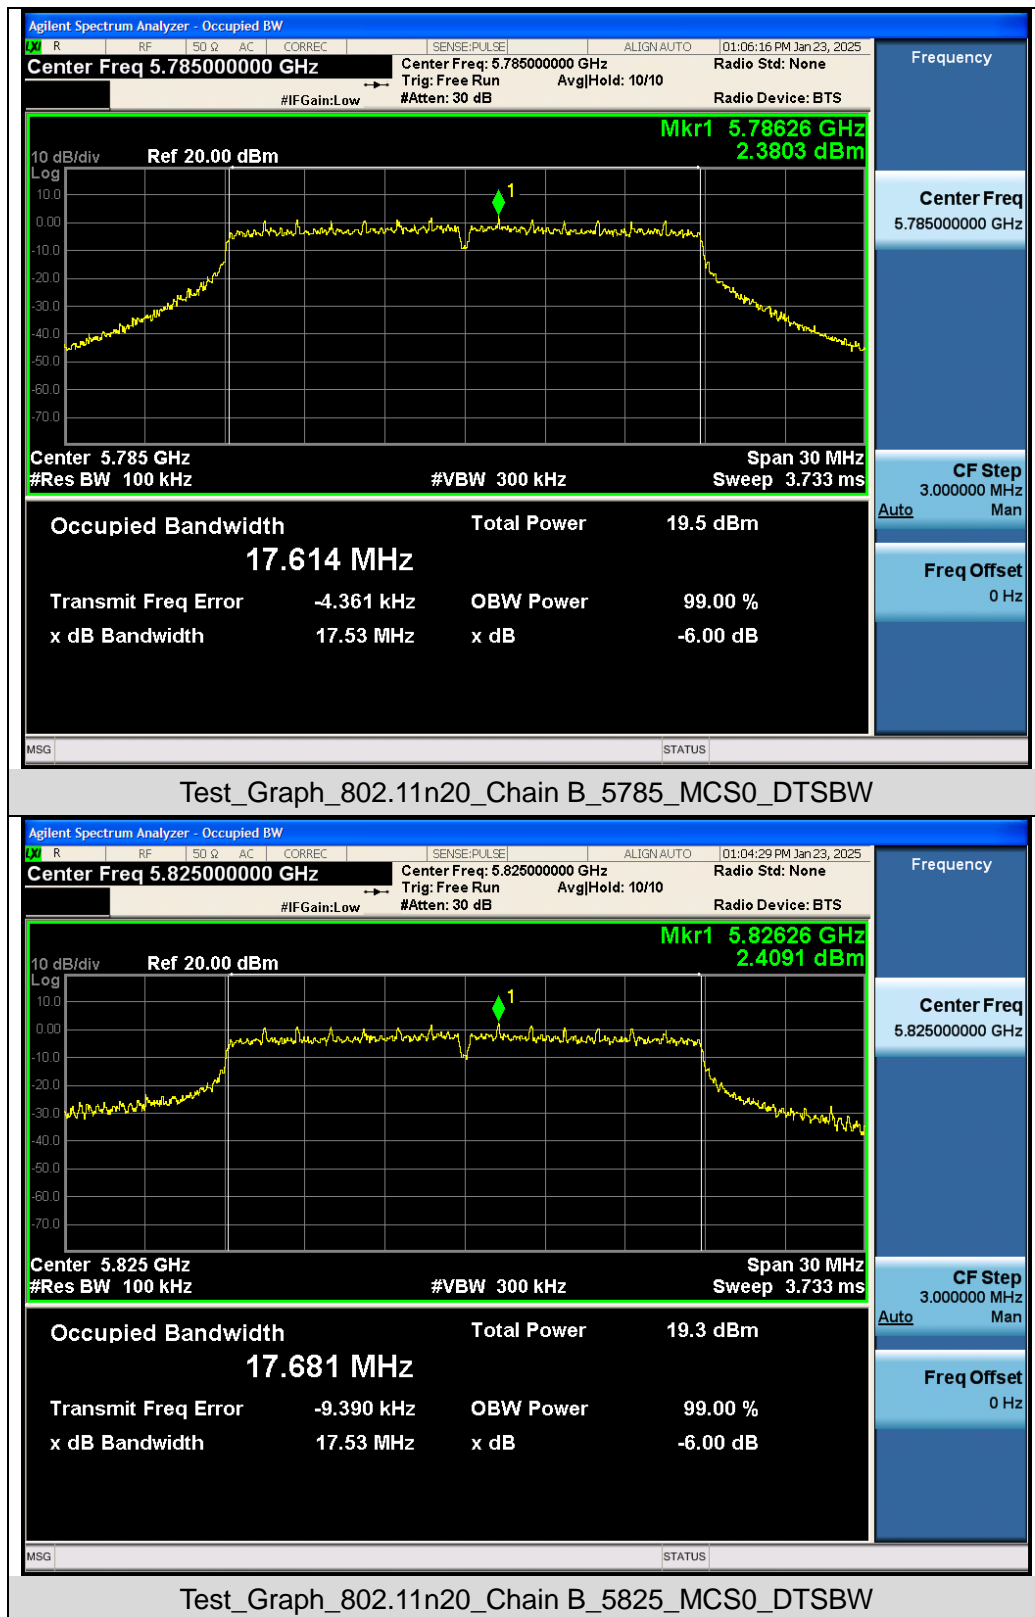 Agilent Spectrum Analyzer - Occupied BW
LXI R RF 50 Ω AC CORREC SENSE:PULSE ALIGN AUTO 01:06:16 PM Jan 23, 2025
Center Freq 5.785000000 GHz
Center Freq: 5.785000000 GHz
Radio Std: None
Trig: Free Run Avg|Hold: 10/10
#IFGain:Low
#Atten: 30 dB
Radio Device: BTS
Mkr1 5.78626 GHz
2.3803 dBm
10 dB/div Ref 20.00 dBm
Log
10.0
0.00
-10.0
-20.0
-30.0
-40.0
-50.0
-60.0
-70.0
1
Center 5.785 GHz
Span 30 MHz
#Res BW 100 kHz
#VBW 300 kHz
Sweep 3.733 ms
Occupied Bandwidth
Total Power 19.5 dBm
17.614 MHz
Transmit Freq Error -4.361 kHz
OBW Power 99.00 %
x dB Bandwidth 17.53 MHz
x dB -6.00 dB
MSG
STATUS
Frequency
Center Freq
5.785000000 GHz
CF Step
3.000000 MHz
Auto Man
Freq Offset
0 Hz
Test_Graph_802.11n20_Chain B_5785_MCS0_DTSBW
Agilent Spectrum Analyzer - Occupied BW
LXI R RF 50 Ω AC CORREC SENSE:PULSE ALIGN AUTO 01:04:29 PM Jan 23, 2025
Center Freq 5.825000000 GHz
Center Freq: 5.825000000 GHz
Radio Std: None
Trig: Free Run Avg|Hold: 10/10
#IFGain:Low
#Atten: 30 dB
Radio Device: BTS
Mkr1 5.82626 GHz
2.4091 dBm
10 dB/div Ref 20.00 dBm
Log
10.0
0.00
-10.0
-20.0
-30.0
-40.0
-50.0
-60.0
-70.0
1
Center 5.825 GHz
Span 30 MHz
#Res BW 100 kHz
#VBW 300 kHz
Sweep 3.733 ms
Occupied Bandwidth
Total Power 19.3 dBm
17.681 MHz
Transmit Freq Error -9.390 kHz
OBW Power 99.00 %
x dB Bandwidth 17.53 MHz
x dB -6.00 dB
MSG
STATUS
Frequency
Center Freq
5.825000000 GHz
CF Step
3.000000 MHz
Auto Man
Freq Offset
0 Hz
Test_Graph_802.11n20_Chain B_5825_MCS0_DTSBW